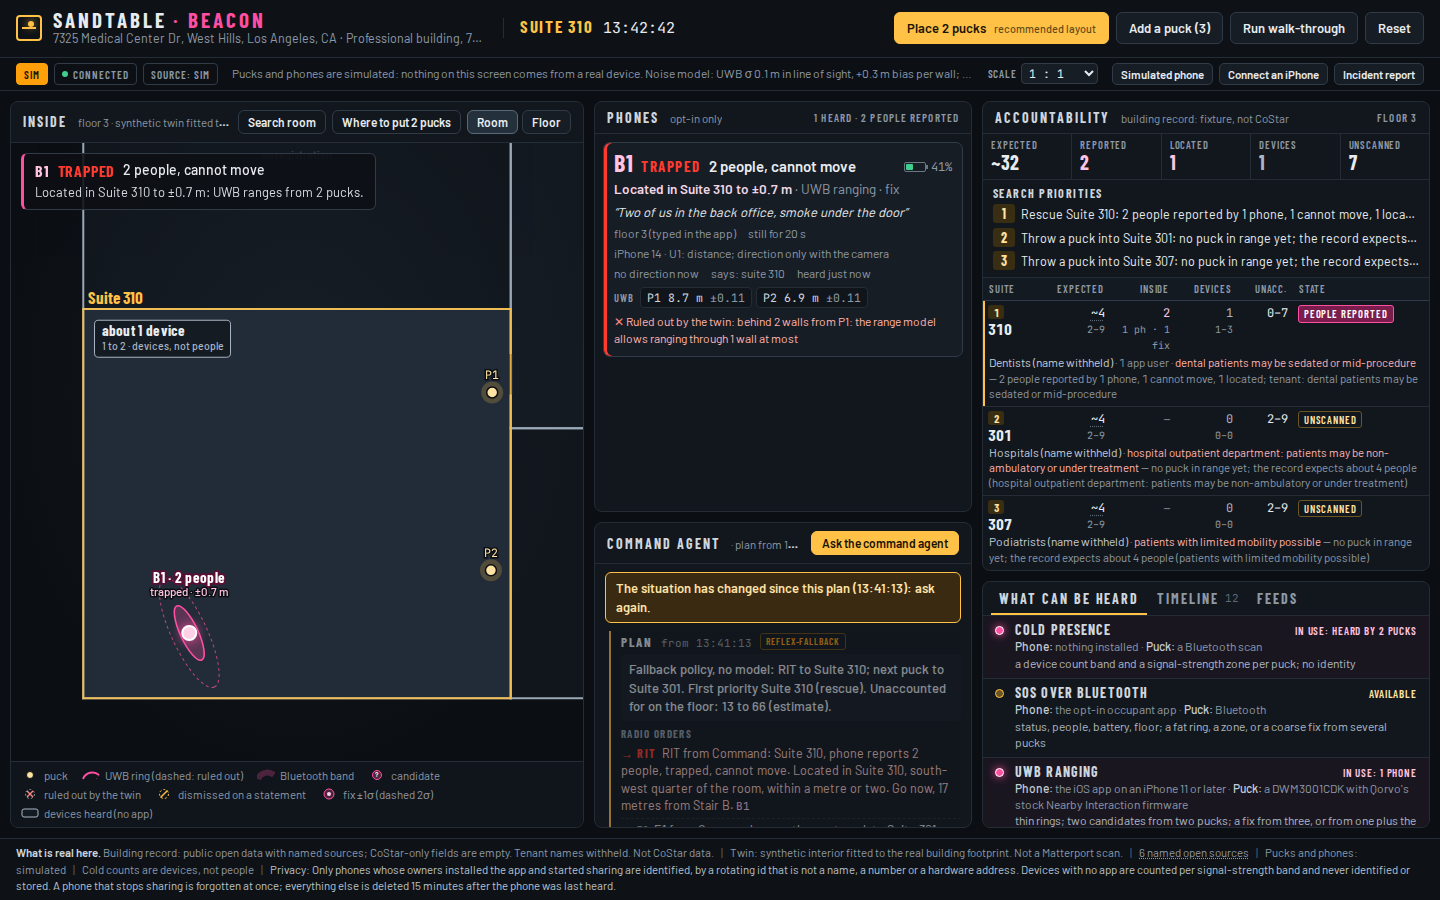 SANDTABLE · BEACON
7325 Medical Center Dr, West Hills, Los Angeles, CA · Professional building, 7...
SUITE 310 13:42:42
Place 2 pucks recommended layout
Add a puck (3)
Run walk-through
Reset
SIM
CONNECTED
SOURCE: SIM
Pucks and phones are simulated: nothing on this screen comes from a real device. Noise model: UWB σ 0.1 m in line of sight, +0.3 m bias per wall; ...
SCALE 1 : 1
Simulated phone
Connect an iPhone
Incident report
INSIDE floor 3 · synthetic twin fitted t...
Search room
Where to put 2 pucks
Room
Floor
B1 TRAPPED 2 people, cannot move
Located in Suite 310 to ±0.7 m: UWB ranges from 2 pucks.
Suite 310
about 1 device
1 to 2 · devices, not people
P1
P2
B1 · 2 people
trapped · ±0.7 m
puck
UWB ring (dashed: ruled out)
Bluetooth band
candidate
ruled out by the twin
dismissed on a statement
fix ±1σ (dashed 2σ)
devices heard (no app)
PHONES opt-in only
1 HEARD · 2 PEOPLE REPORTED
B1 TRAPPED 2 people, cannot move 41%
Located in Suite 310 to ±0.7 m · UWB ranging · fix
"Two of us in the back office, smoke under the door"
floor 3 (typed in the app) still for 20 s
iPhone 14 · U1: distance; direction only with the camera
no direction now says: suite 310 heard just now
UWB P1 8.7 m ±0.11 P2 6.9 m ±0.11
✕ Ruled out by the twin: behind 2 walls from P1: the range model
allows ranging through 1 wall at most
COMMAND AGENT · plan from 1...
Ask the command agent
The situation has changed since this plan (13:41:13): ask
again.
PLAN from 13:41:13 REFLEX-FALLBACK
Fallback policy, no model: RIT to Suite 310; next puck to
Suite 301. First priority Suite 310 (rescue). Unaccounted
for on the floor: 13 to 66 (estimate).
RADIO ORDERS
→ RIT RIT from Command: Suite 310, phone reports 2
people, trapped, cannot move. Located in Suite 310, south-
west quarter of the room, within a metre or two. Go now, 17
metres from Stair B. B1
ACCOUNTABILITY building record: fixture, not CoStar
FLOOR 3
EXPECTED REPORTED LOCATED DEVICES UNSCANNED
~32 2 1 1 7
SEARCH PRIORITIES
1 Rescue Suite 310: 2 people reported by 1 phone, 1 cannot move, 1 loca...
2 Throw a puck into Suite 301: no puck in range yet; the record expects...
3 Throw a puck into Suite 307: no puck in range yet; the record expects...
SUITE EXPECTED INSIDE DEVICES UNACC. STATE
1 ~4 2 1 0-7 PEOPLE REPORTED
310 2-9 1 ph · 1 1-3
fix
Dentists (name withheld) · 1 app user · dental patients may be sedated or mid-procedure
— 2 people reported by 1 phone, 1 cannot move, 1 located; tenant: dental patients may be
sedated or mid-procedure
2 ~4 — 0 2-9 UNSCANNED
301 2-9 0-0
Hospitals (name withheld) · hospital outpatient department: patients may be non-
ambulatory or under treatment — no puck in range yet; the record expects about 4 people
(hospital outpatient department: patients may be non-ambulatory or under treatment)
3 ~4 — 0 2-9 UNSCANNED
307 2-9 0-0
Podiatrists (name withheld) · patients with limited mobility possible — no puck in range
yet; the record expects about 4 people (patients with limited mobility possible)
WHAT CAN BE HEARD TIMELINE 12 FEEDS
COLD PRESENCE IN USE: HEARD BY 2 PUCKS
Phone: nothing installed · Puck: a Bluetooth scan
a device count band and a signal-strength zone per puck; no identity
SOS OVER BLUETOOTH AVAILABLE
Phone: the opt-in occupant app · Puck: Bluetooth
status, people, battery, floor; a fat ring, a zone, or a coarse fix from several
pucks
UWB RANGING IN USE: 1 PHONE
Phone: the iOS app on an iPhone 11 or later · Puck: a DWM3001CDK with Qorvo's
stock Nearby Interaction firmware
thin rings; two candidates from two pucks; a fix from three, or from one plus the
What is real here. Building record: public open data with named sources; CoStar-only fields are empty. Tenant names withheld. Not CoStar data. | Twin: synthetic interior fitted to the real building footprint. Not a Matterport scan. | 6 named open sources | Pucks and phones:
simulated | Cold counts are devices, not people | Privacy: Only phones whose owners installed the app and started sharing are identified, by a rotating id that is not a name, a number or a hardware address. Devices with no app are counted per signal-strength band and never identified or
stored. A phone that stops sharing is forgotten at once; everything else is deleted 15 minutes after the phone was last heard.